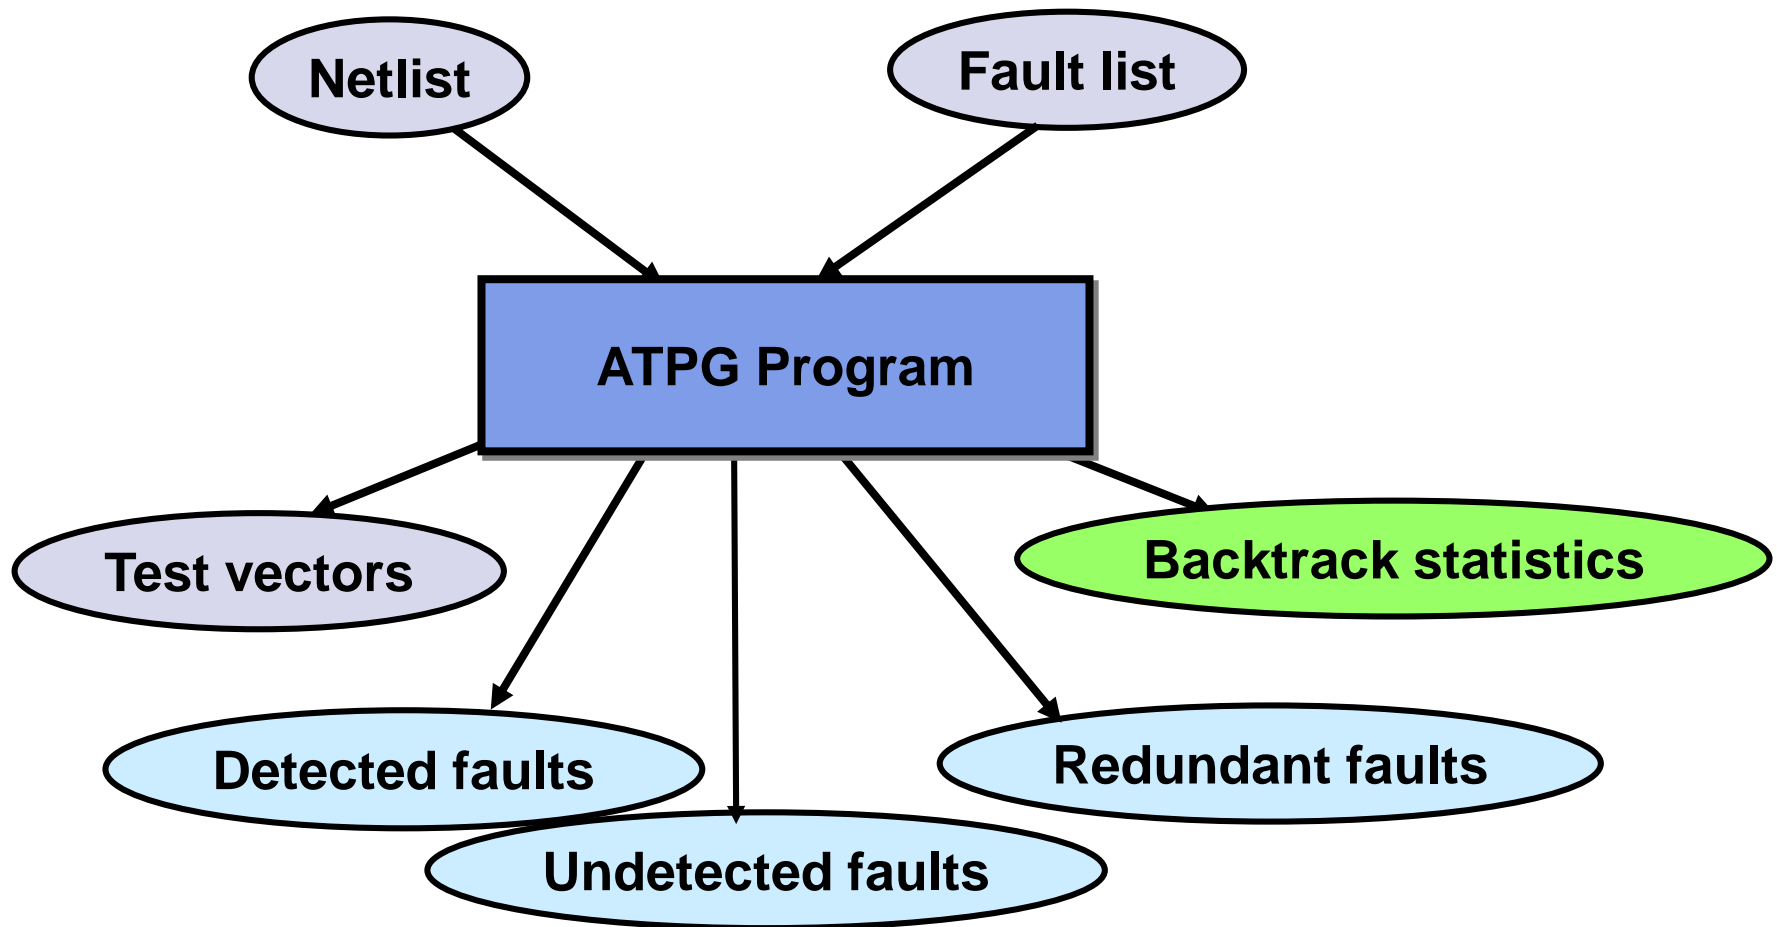 Netlist
Fault list
ATPG Program
Test vectors
Backtrack statistics
Detected faults
Redundant faults
Undetected faults